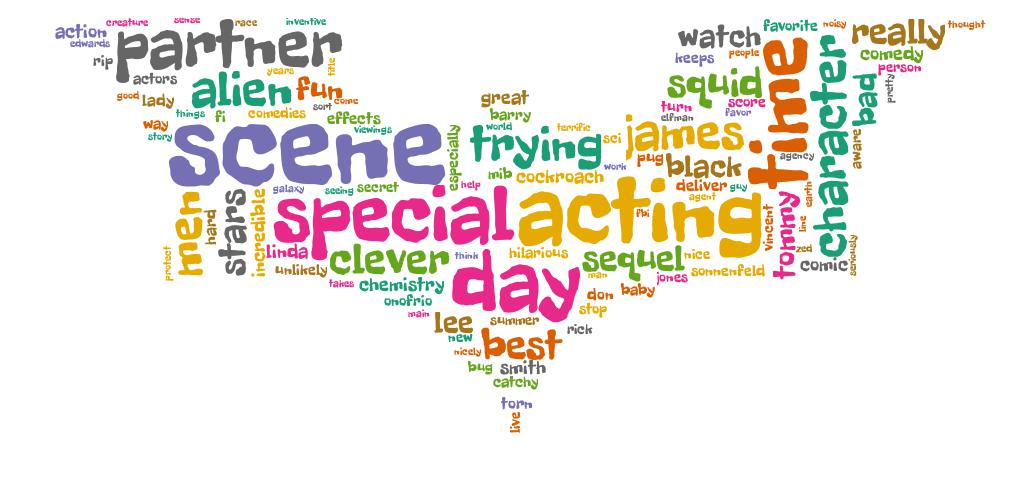 creature
sense
race
inventive
action
edwards
partner
rip
actors
years
title
good
lady
alien
fun
come
things
fi
comedies
sort
effects
way
story
viewings
scene
especially
great
barry
world
terrific
trying
sci
work
mib
cockroach
help
galaxy
seeing
secret
men
hard
stars
incredible
protect
special
acting
linda
unlikely
clever
think
hilarious
takes
chemistry
onofrio
main
day
sequel
nice
man
jones
sonnenfeld
don
baby
stop
lee
summer
new
rick
nicely
best
bug
smith
catchy
torn
live
watch
favorite
noisy
really
thought
keeps
people
comedy
person
squid
turn
score
elfman
favor
james
pug
black
deliver
guy
agent
fbi
time
agency
character
bad
pretty
aware
earth
line
vincent
tommy
zed
comic
seriously